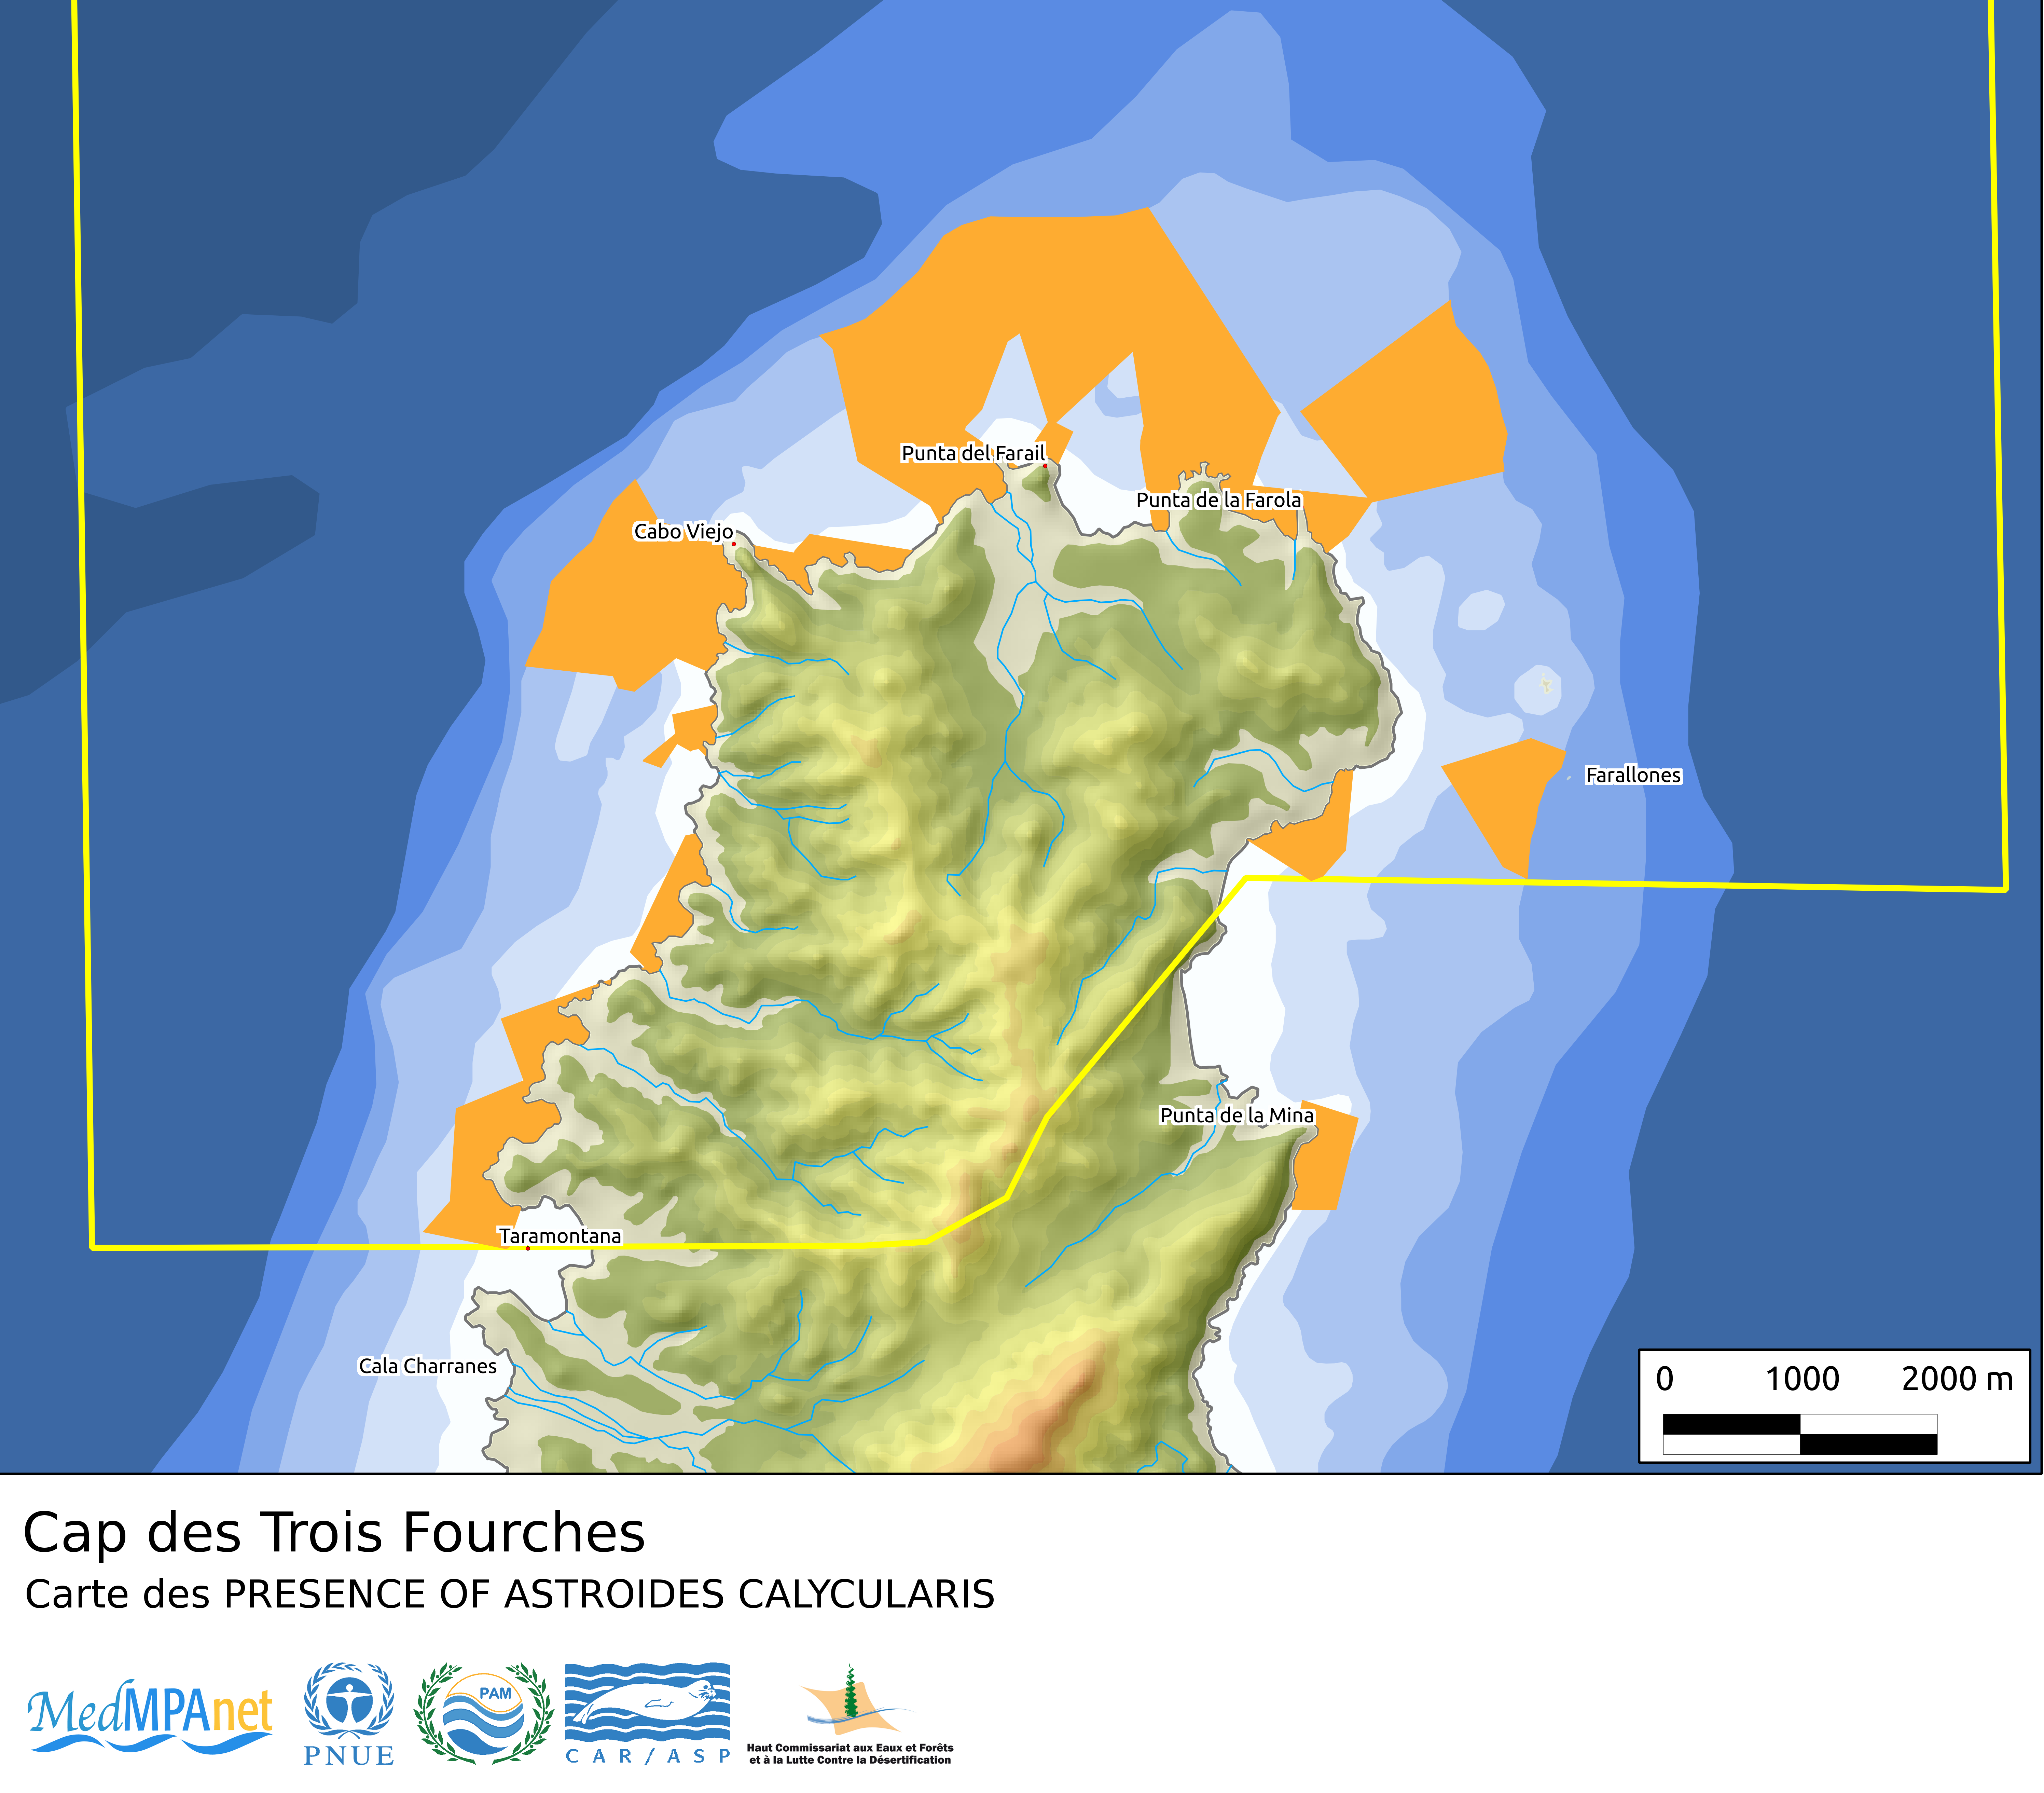 Punta del Farail
Punta de la Farola
Cabo Viejo
Farallones
Punta de la Mina
Taramontana
Cala Charranes
0 1000 2000 m
Cap des Trois Fourches
Carte des PRESENCE OF ASTROIDES CALYCULARIS
MedMPAnet
PNUE
PAM
CAR/ASP
Haut Commissariat aux Eaux et Forêts
et à la Lutte Contre la Désertification